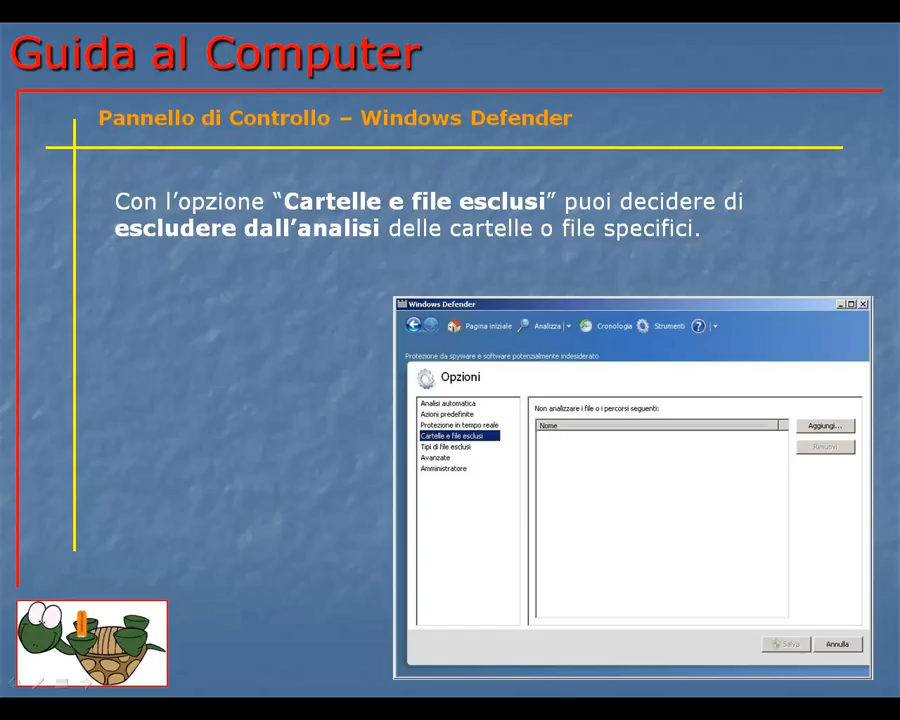 Guida al Computer
Pannello di Controllo – Windows Defender
Con l’opzione “Cartelle e file esclusi” puoi decidere di
escludere dall’analisi delle cartelle o file specifici.
Windows Defender
Pagina iniziale Analizza Cronologia Strumenti ?
Protezione da spyware e software potenzialmente indesiderato
Opzioni
Analisi automatica
Azioni predefinite
Protezione in tempo reale
Cartelle e file esclusi
Tipi di file esclusi
Avanzate
Amministratore
Non analizzare i file o i percorsi seguenti:
Nome
Aggiungi...
Rimuovi
Salva
Annulla